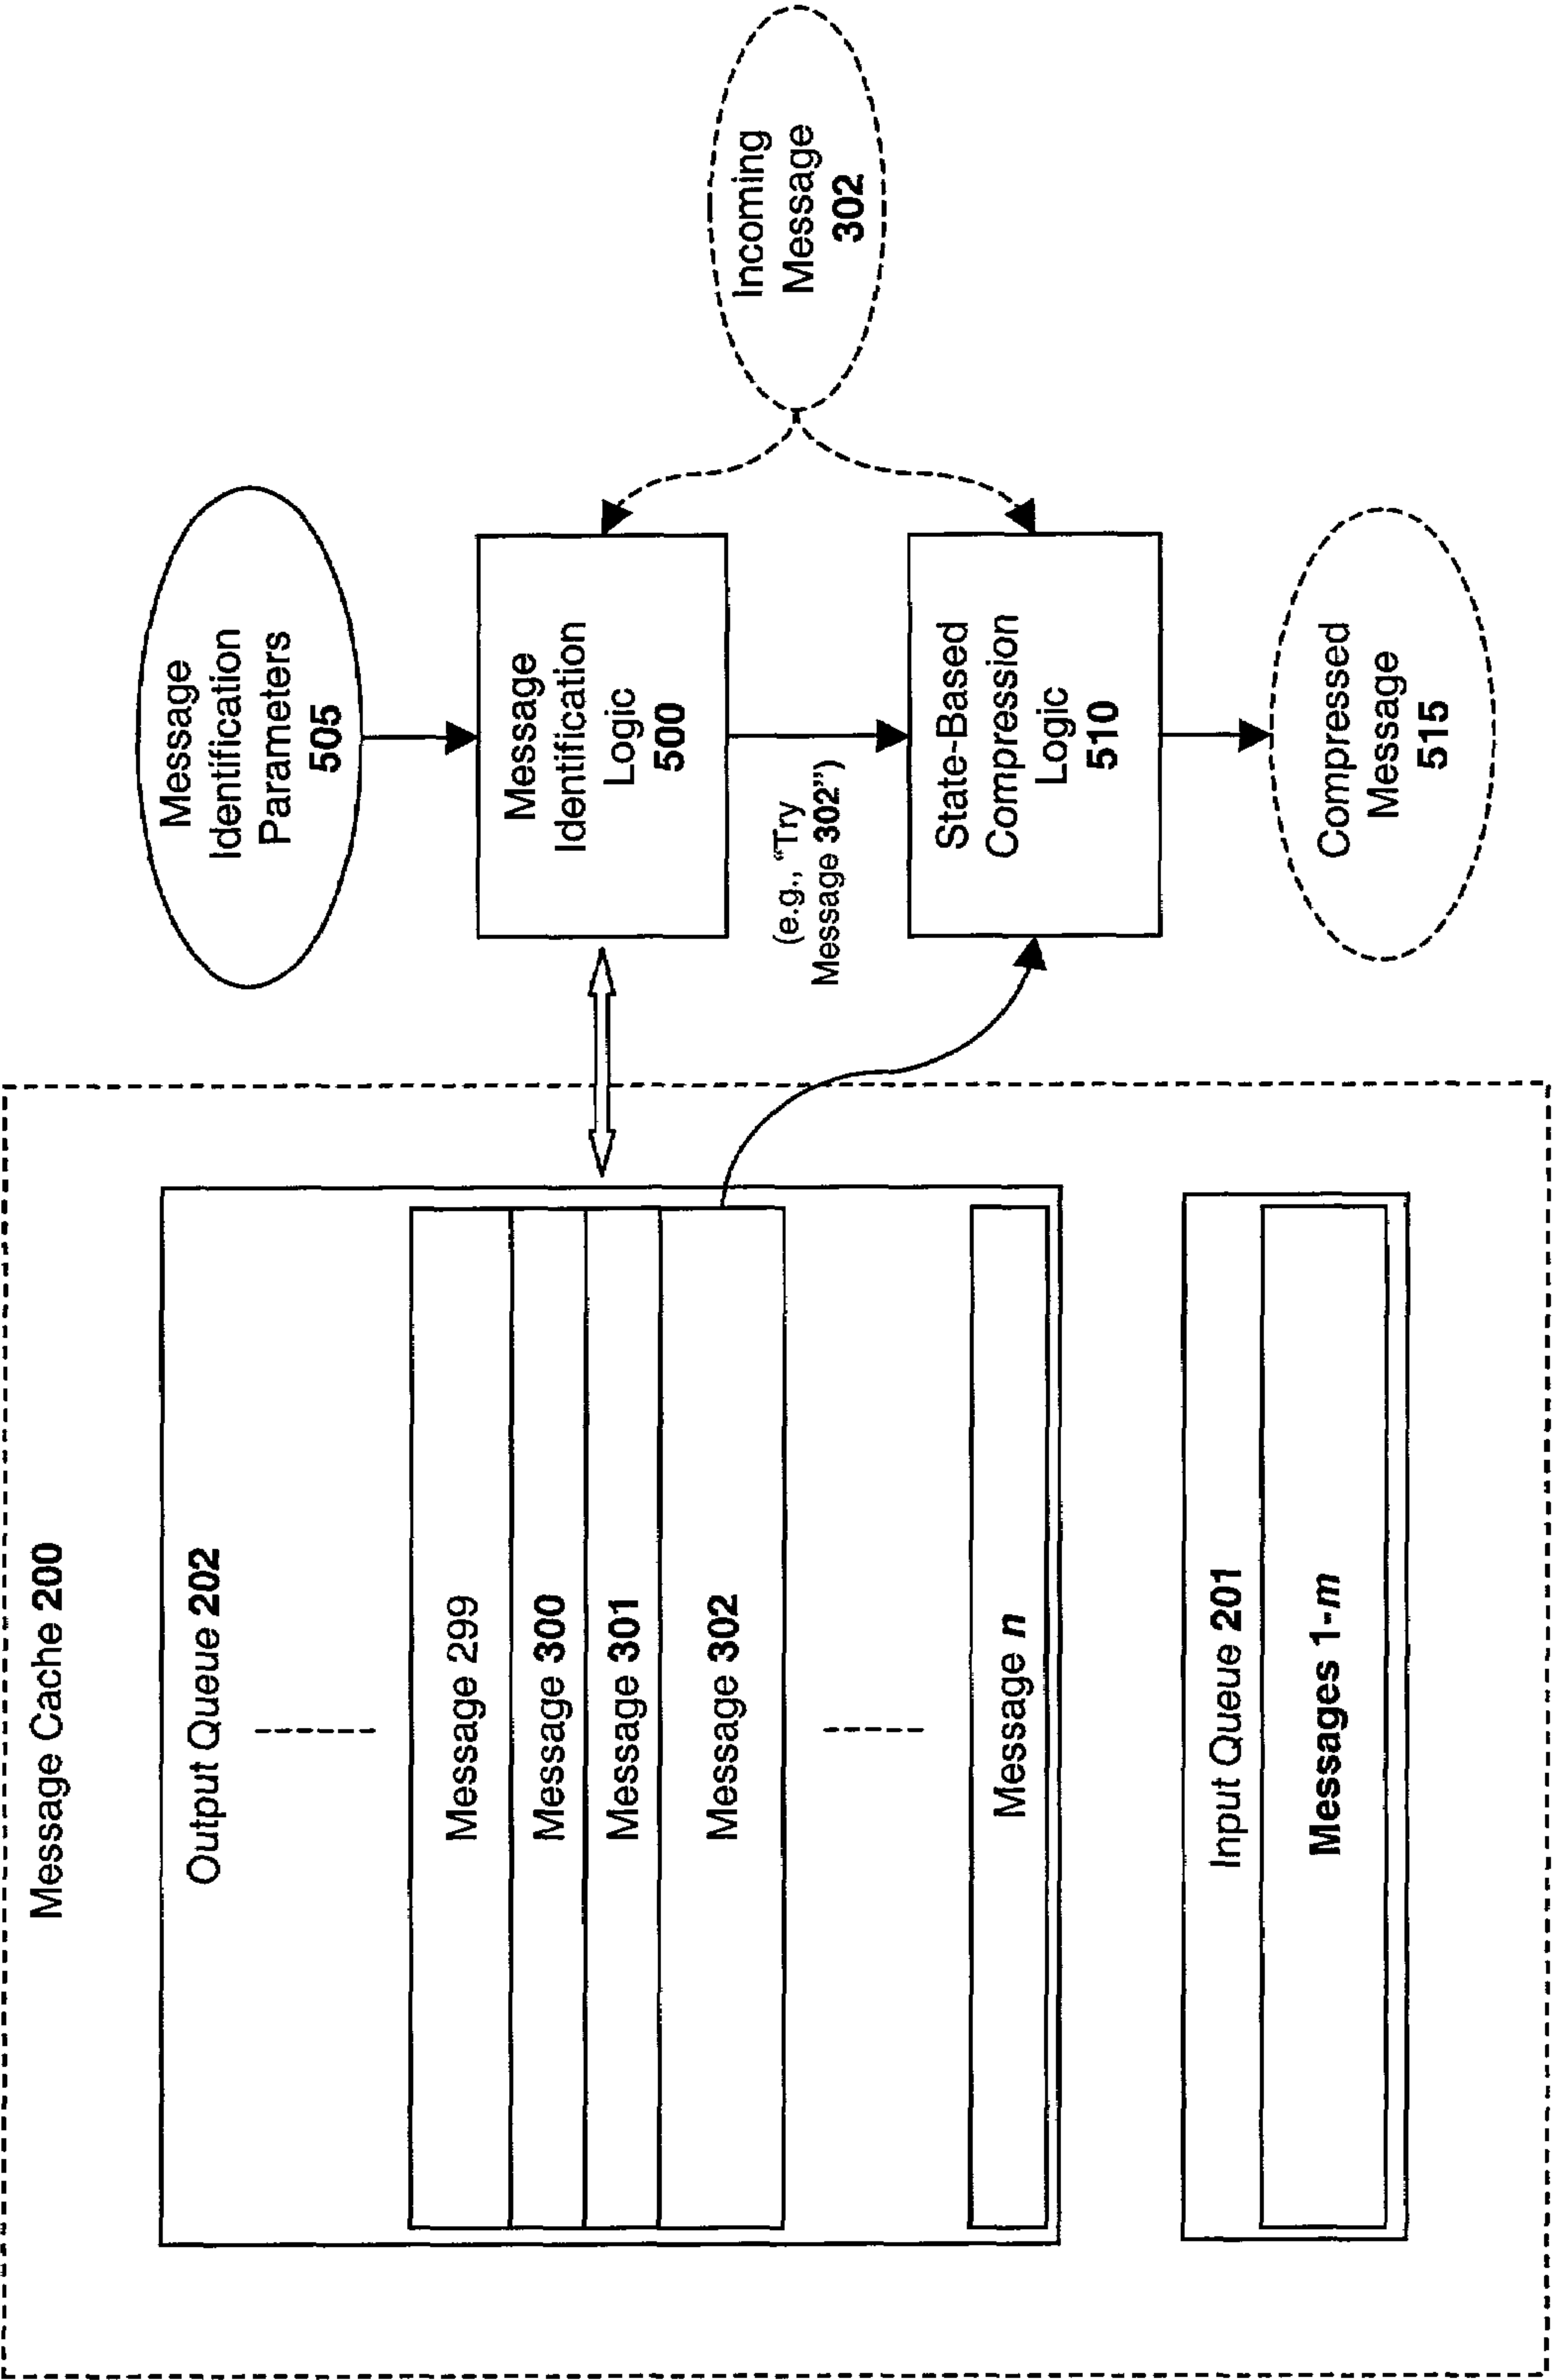 Message Cache 200
Output Queue 202
Message 299
Message 300
Message 301
Message 302
Message n
Input Queue 201
Messages 1-m
Message
Identification
Parameters
505
Message
Identification
Logic
500
(e.g., “Try
Message 302”)
State-Based
Compression
Logic
510
Compressed
Message
515
Incoming
Message
302